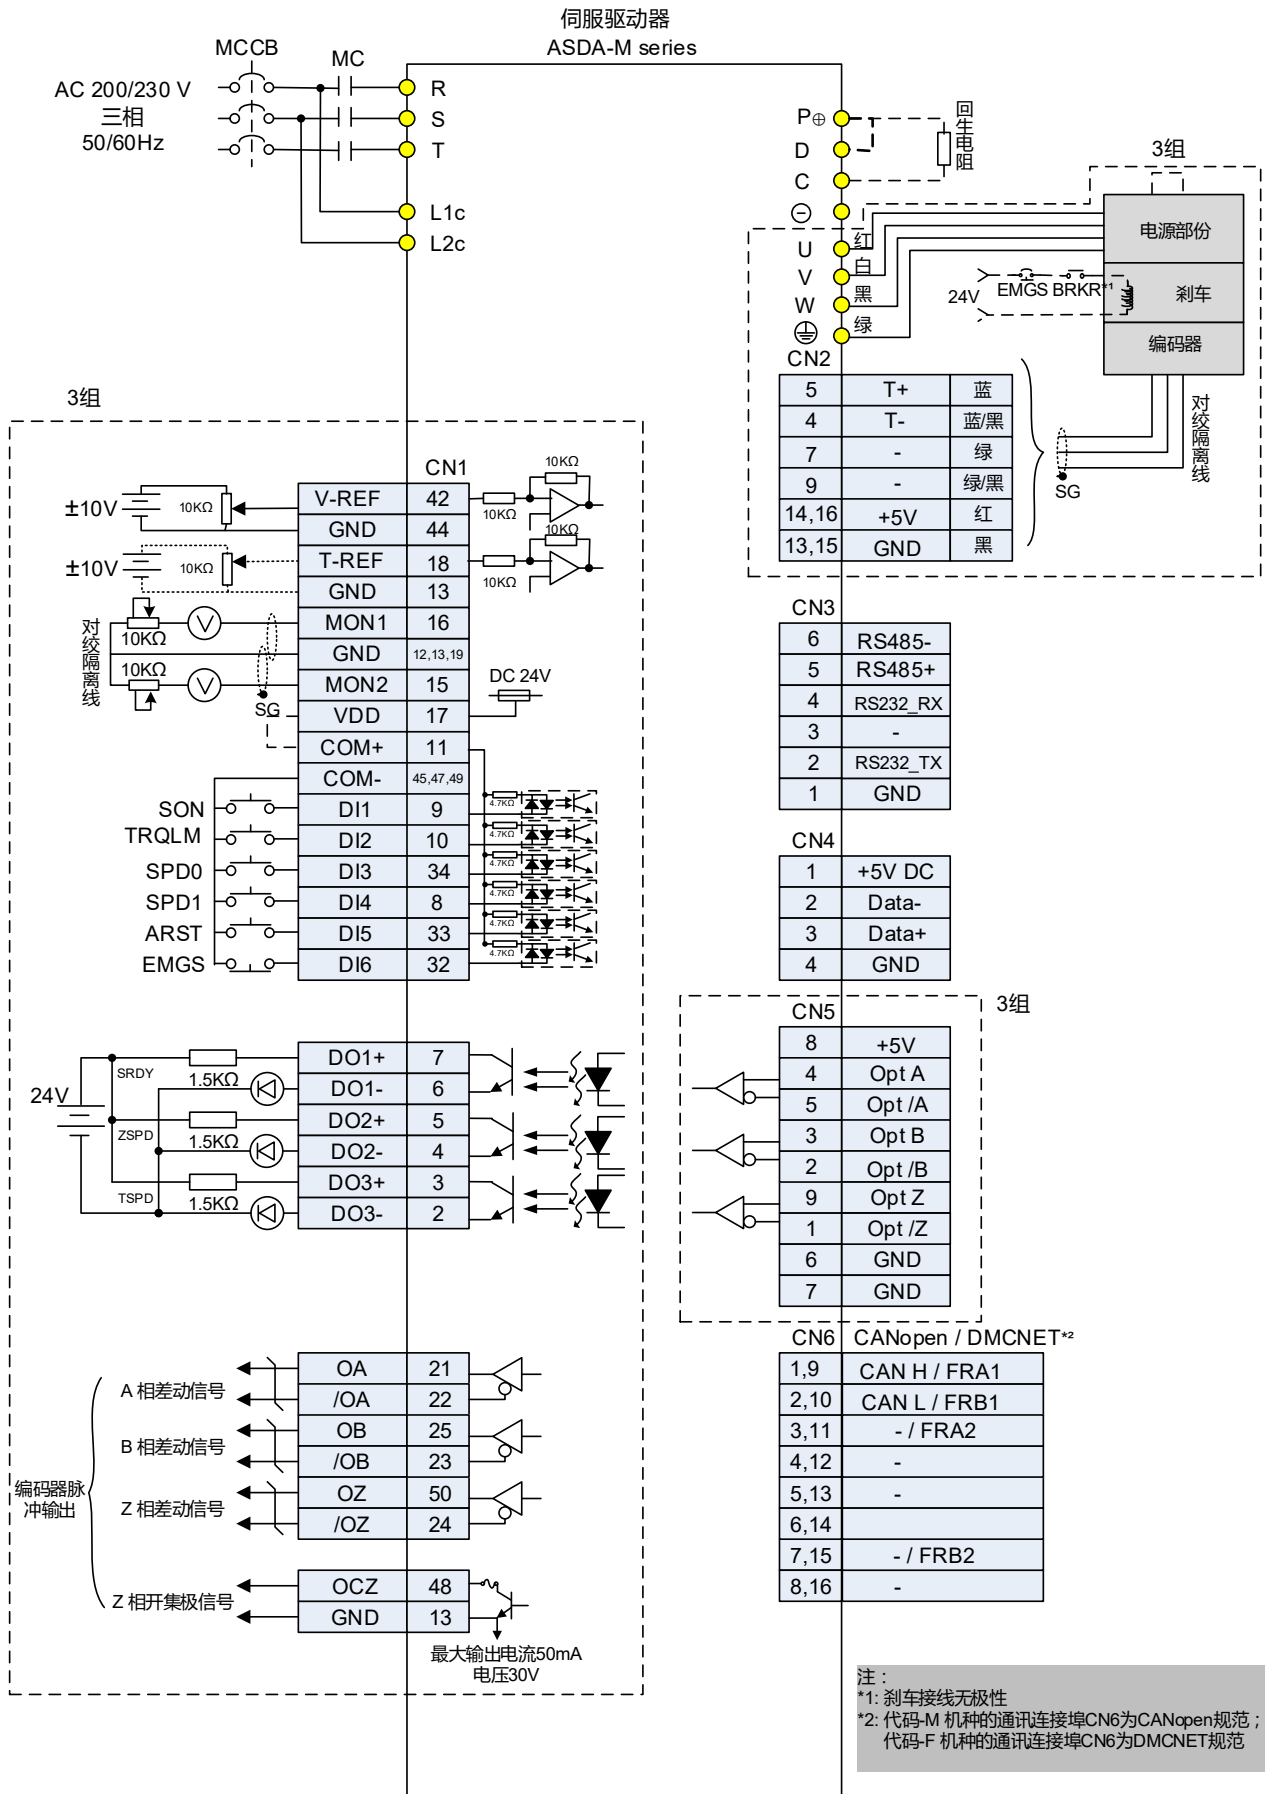 伺服驱动器
ASDA-M series
MCCB
MC
AC 200/230 V
三相
50/60Hz
R
S
T
L1c
L2c
P⊕
D
C
⊖
回生电阻
3组
U 红
V 白
W 黑
绿
电源部份
24V
EMGS BRKR*1
刹车
编码器
CN2
5 T+ 蓝
4 T- 蓝/黑
7 - 绿
9 - 绿/黑
14,16 +5V 红
13,15 GND 黑
SG
对绞隔离线
3组
CN1
±10V 10KΩ V-REF 42 10KΩ 10KΩ
GND 44
±10V 10KΩ T-REF 18 10KΩ 10KΩ
GND 13
对绞隔离线
10KΩ V MON1 16
GND 12,13,19
10KΩ V MON2 15
SG
DC 24V
VDD 17
COM+ 11
COM- 45,47,49
SON DI1 9 4.7KΩ
TRQLM DI2 10 4.7KΩ
SPD0 DI3 34 4.7KΩ
SPD1 DI4 8 4.7KΩ
ARST DI5 33 4.7KΩ
EMGS DI6 32 4.7KΩ
24V
SRDY 1.5KΩ
DO1+ 7
DO1- 6
ZSPD 1.5KΩ
DO2+ 5
DO2- 4
TSPD 1.5KΩ
DO3+ 3
DO3- 2
编码器脉
冲输出
A 相差动信号
OA 21
/OA 22
B 相差动信号
OB 25
/OB 23
Z 相差动信号
OZ 50
/OZ 24
Z 相开集极信号
OCZ 48
GND 13
最大输出电流50mA
电压30V
CN3
6 RS485-
5 RS485+
4 RS232_RX
3 -
2 RS232_TX
1 GND
CN4
1 +5V DC
2 Data-
3 Data+
4 GND
3组
CN5
8 +5V
4 Opt A
5 Opt /A
3 Opt B
2 Opt /B
9 Opt Z
1 Opt /Z
6 GND
7 GND
CN6 CANopen / DMCNET*2
1,9 CAN H / FRA1
2,10 CAN L / FRB1
3,11 - / FRA2
4,12 -
5,13 -
6,14
7,15 - / FRB2
8,16 -
注：
*1: 刹车接线无极性
*2: 代码-M 机种的通讯连接埠CN6为CANopen规范；
代码-F 机种的通讯连接埠CN6为DMCNET规范